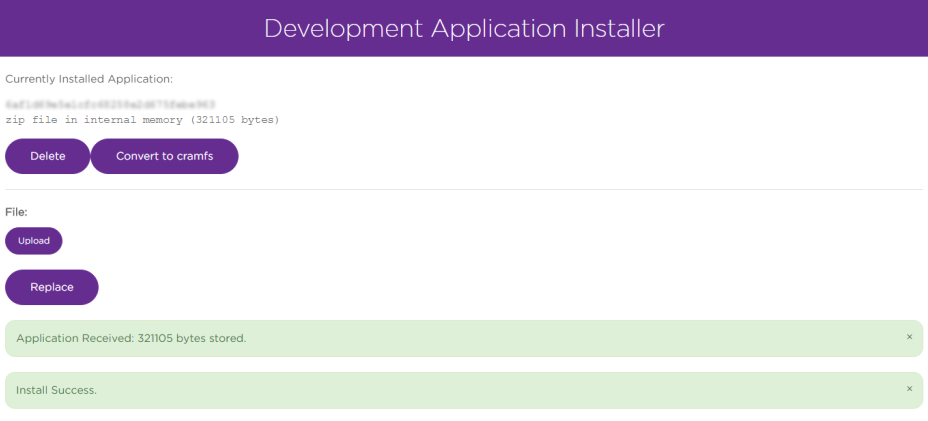 Development Application Installer
Currently Installed Application:
zip file in internal memory (321105 bytes)
Delete
Convert to cramfs
File:
Upload
Replace
Application Received: 321105 bytes stored.
×
Install Success.
×